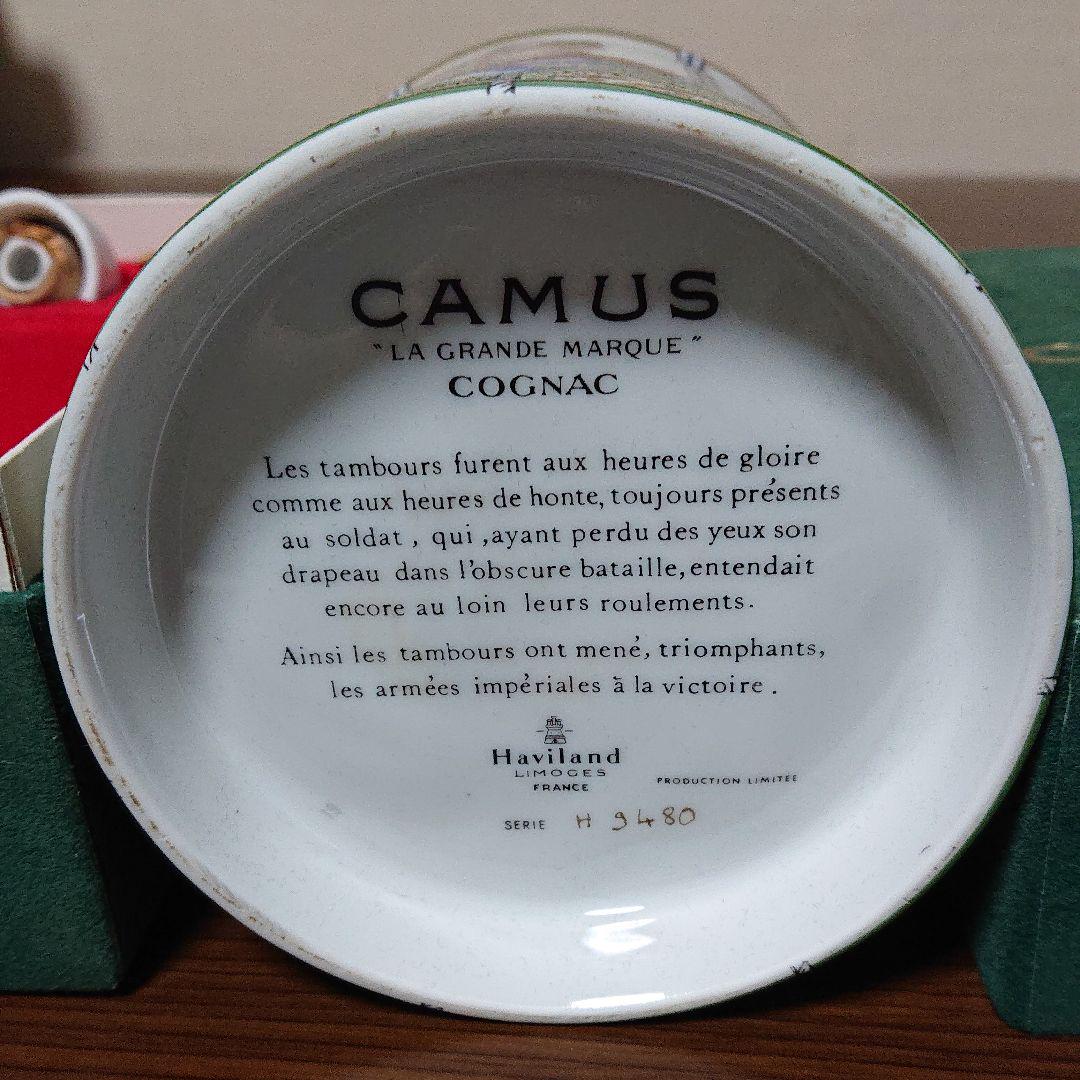 CAMUS
"LA GRANDE MARQUE"
COGNAC
Les tambours furent aux heures de gloire
comme aux heures de honte, toujours présents
au soldat , qui ,ayant perdu des yeux son
drapeau dans l'obscure bataille, entendait
encore au loin leurs roulements.
Ainsi les tambours ont mené, triomphants,
les armées impériales à la victoire .
Haviland
LIMOGES
FRANCE
PRODUCTION LIMITÉE
SERIE H 9480